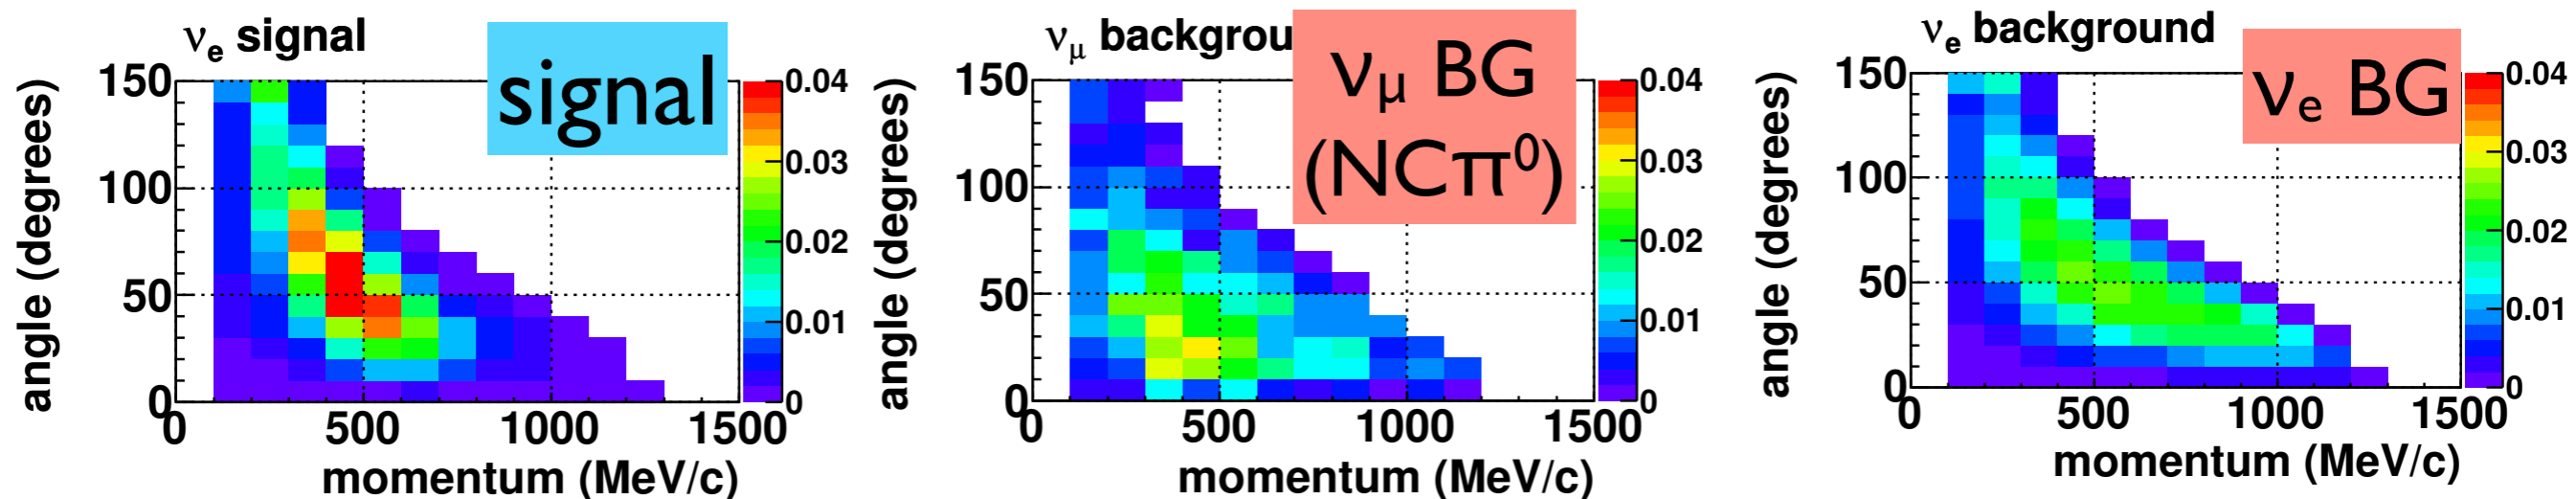 νe signal
signal
150
100
50
0
angle (degrees)
0.04
0.03
0.02
0.01
0
0 500 1000 1500
momentum (MeV/c)
νμ backgrou
νμ BG
(NCπ0)
150
100
50
0
angle (degrees)
0.04
0.03
0.02
0.01
0
0 500 1000 1500
momentum (MeV/c)
νe background
νe BG
150
100
50
0
angle (degrees)
0.04
0.03
0.02
0.01
0
0 500 1000 1500
momentum (MeV/c)